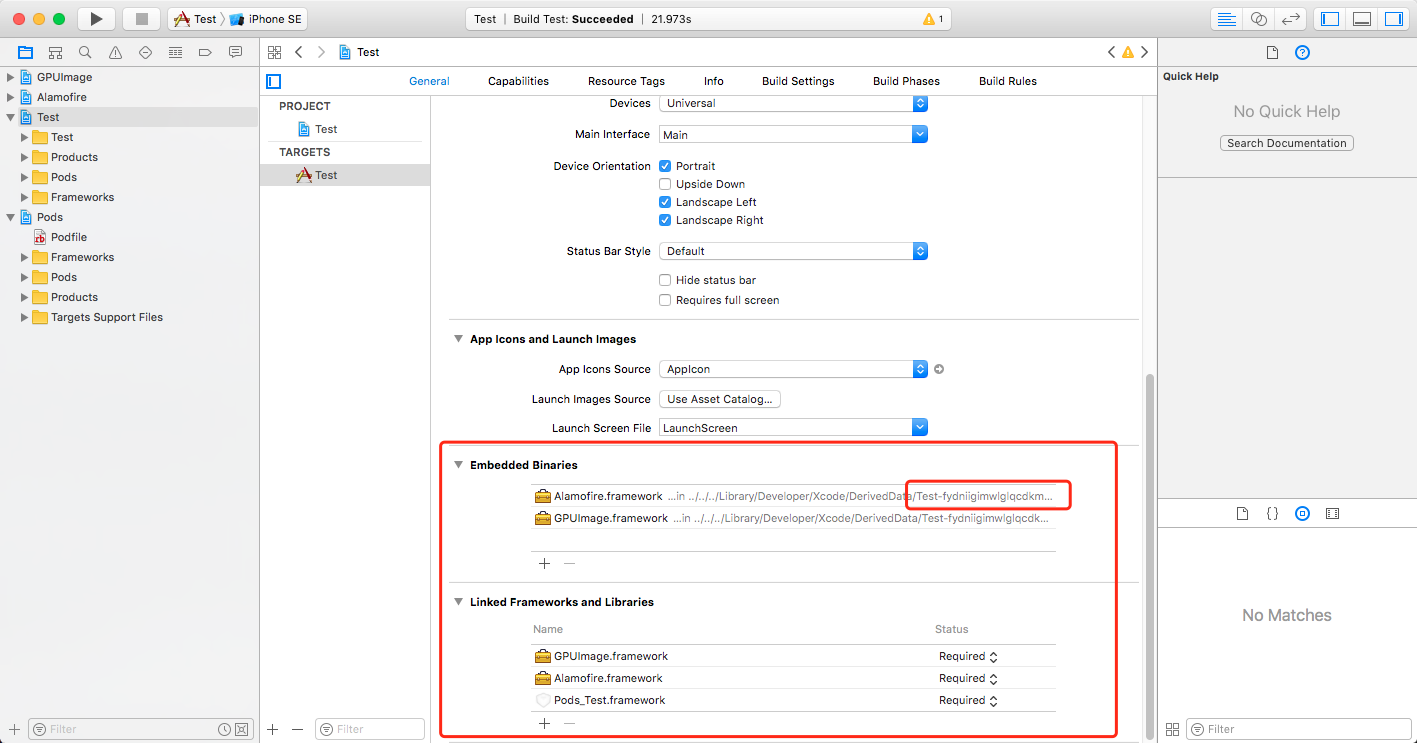 Test
iPhone SE
Test | Build Test: Succeeded | 21.973s
1
Test
General
Capabilities
Resource Tags
Info
Build Settings
Build Phases
Build Rules
GPUImage
Alamofire
Test
Test
Products
Pods
Frameworks
Pods
Podfile
Frameworks
Pods
Products
Targets Support Files
Filter
PROJECT
Test
TARGETS
Test
Filter
Devices
Universal
Main Interface
Main
Device Orientation
Portrait
Upside Down
Landscape Left
Landscape Right
Status Bar Style
Default
Hide status bar
Requires full screen
App Icons and Launch Images
App Icons Source
AppIcon
Launch Images Source
Use Asset Catalog...
Launch Screen File
LaunchScreen
Embedded Binaries
Alamofire.framework ...in ../../../Library/Developer/Xcode/DerivedData/Test-fydniigimwlglqcdkm...
GPUImage.framework ...in ../../../Library/Developer/Xcode/DerivedData/Test-fydniigimwlglqcdk...
Linked Frameworks and Libraries
Name
Status
GPUImage.framework
Required
Alamofire.framework
Required
Pods_Test.framework
Required
Quick Help
No Quick Help
Search Documentation
No Matches
Filter